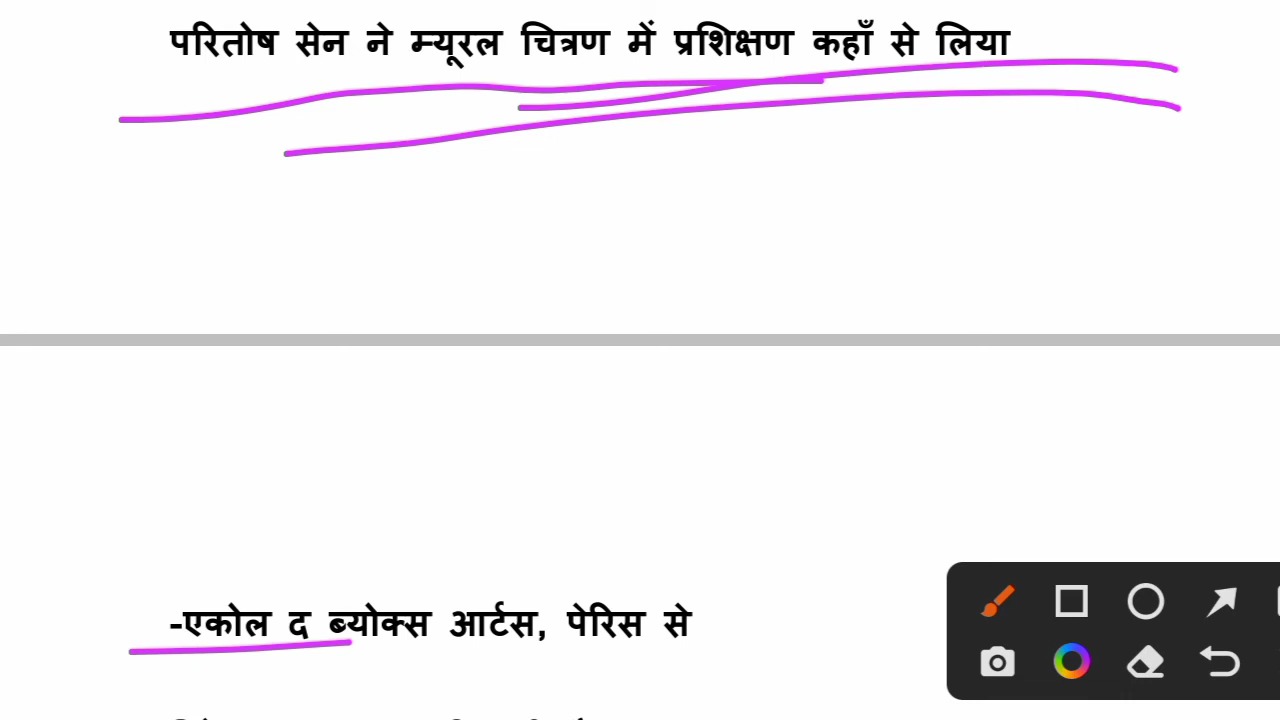 परितोष सेन ने म्यूरल चित्रण में प्रशिक्षण कहाँ से लिया
-एकोल द ब्योक्स आर्टस, पेरिस से